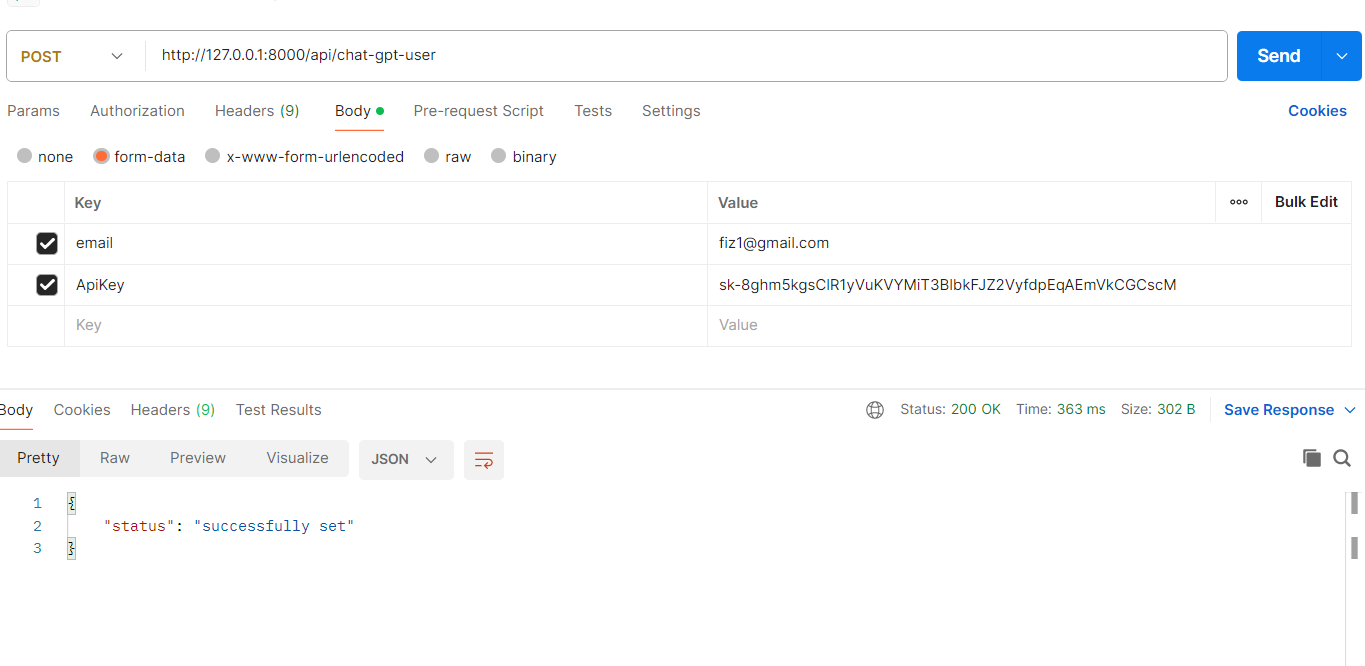 POST http://127.0.0.1:8000/api/chat-gpt-user Send
Params Authorization Headers (9) Body Pre-request Script Tests Settings Cookies
none form-data x-www-form-urlencoded raw binary
Key Value ooo Bulk Edit
email fiz1@gmail.com
ApiKey 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
Key Value
Body Cookies Headers (9) Test Results Status: 200 OK Time: 363 ms Size: 302 B Save Response
Pretty Raw Preview Visualize JSON
1 {
2 "status": "successfully set"
3 }